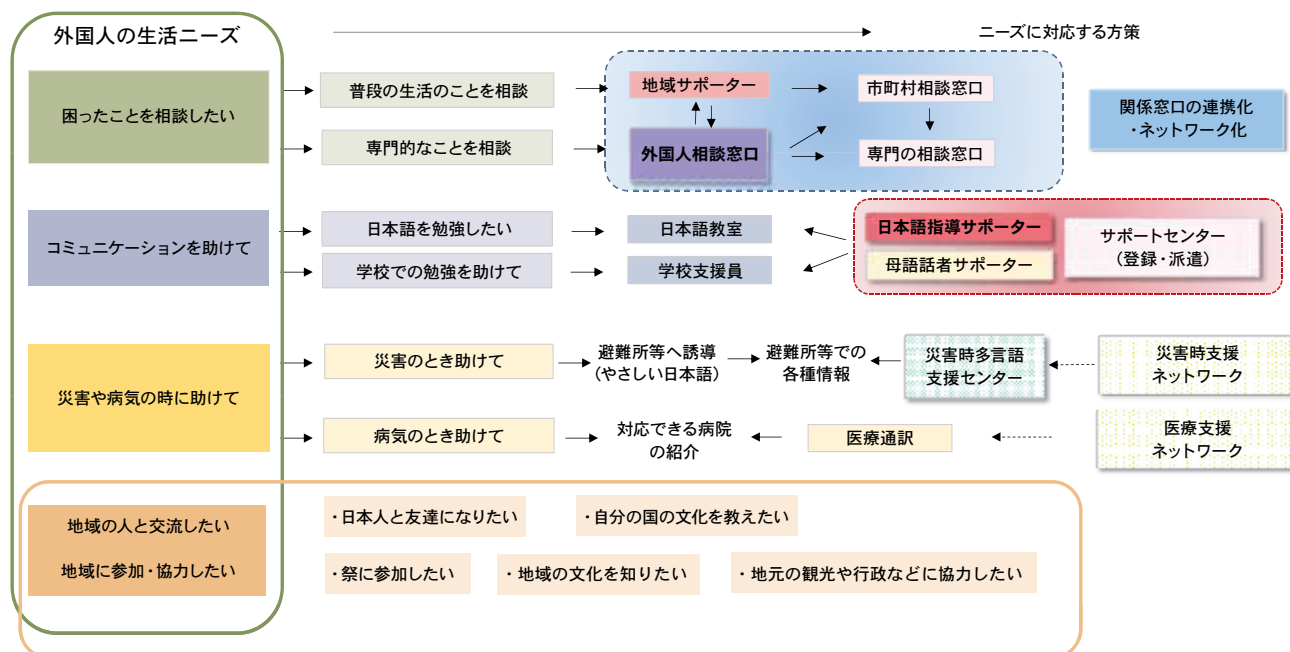 外国人の生活ニーズ
ニーズに対応する方策
困ったことを相談したい
普段の生活のことを相談
専門的なことを相談
地域サポーター
外国人相談窓口
市町村相談窓口
専門の相談窓口
関係窓口の連携化
・ネットワーク化
コミュニケーションを助けて
日本語を勉強したい
学校での勉強を助けて
日本語教室
学校支援員
日本語指導サポーター
母語話者サポーター
サポートセンター
(登録・派遣)
災害や病気の時に助けて
災害のとき助けて
避難所等へ誘導
(やさしい日本語)
避難所等での
各種情報
災害時多言語
支援センター
災害時支援
ネットワーク
病気のとき助けて
対応できる病院
の紹介
医療通訳
医療支援
ネットワーク
地域の人と交流したい
地域に参加・協力したい
・日本人と友達になりたい
・自分の国の文化を教えたい
・祭に参加したい
・地域の文化を知りたい
・地元の観光や行政などに協力したい